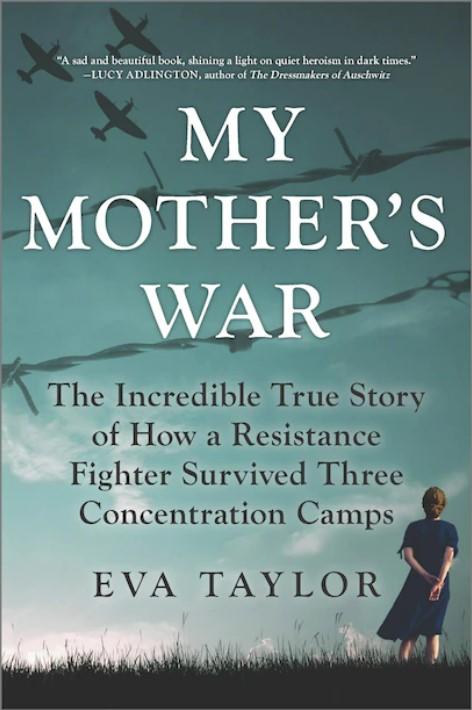 "A sad and beautiful book, shining a light on quiet heroism in dark times."
—LUCY ADLINGTON, author of The Dressmakers of Auschwitz
MY
MOTHER'S
WAR
The Incredible True Story
of How a Resistance
Fighter Survived Three
Concentration Camps
EVA TAYLOR